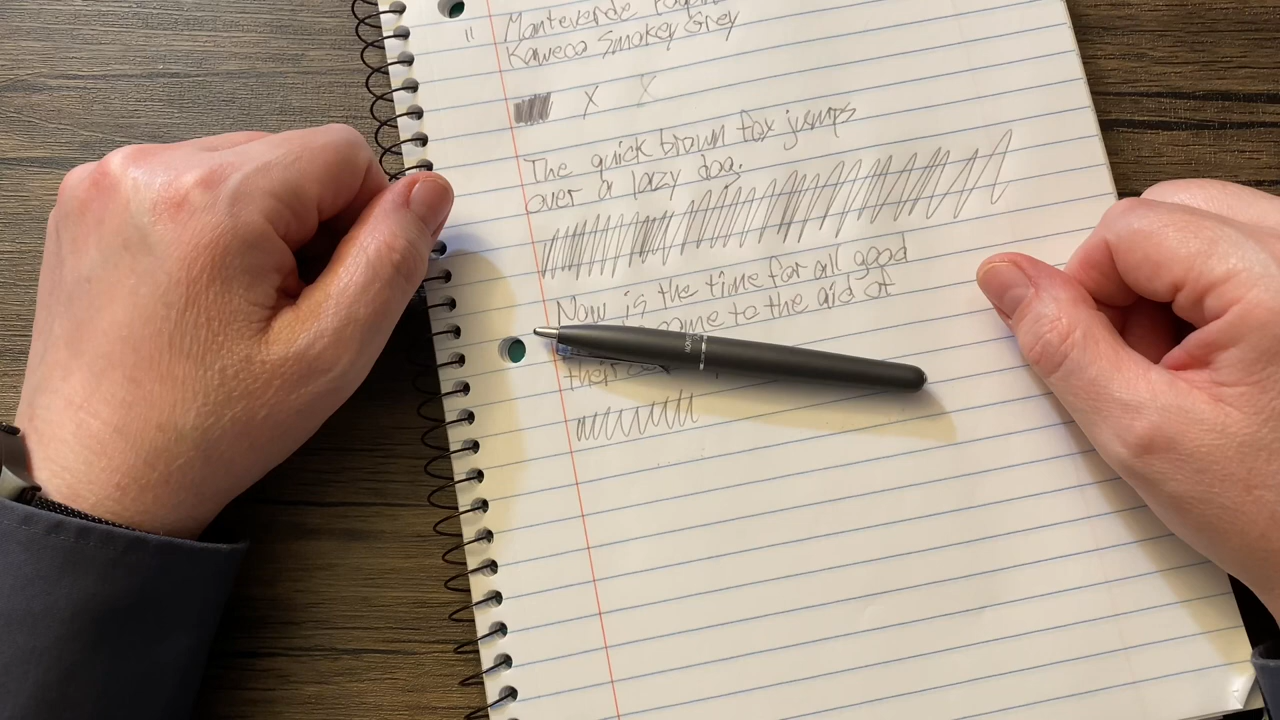 Monteverde
" Kaweco Smokey Grey
X X
The quick brown fox jumps
over a lazy dog.
Now is the time for all good
come to the aid of
their